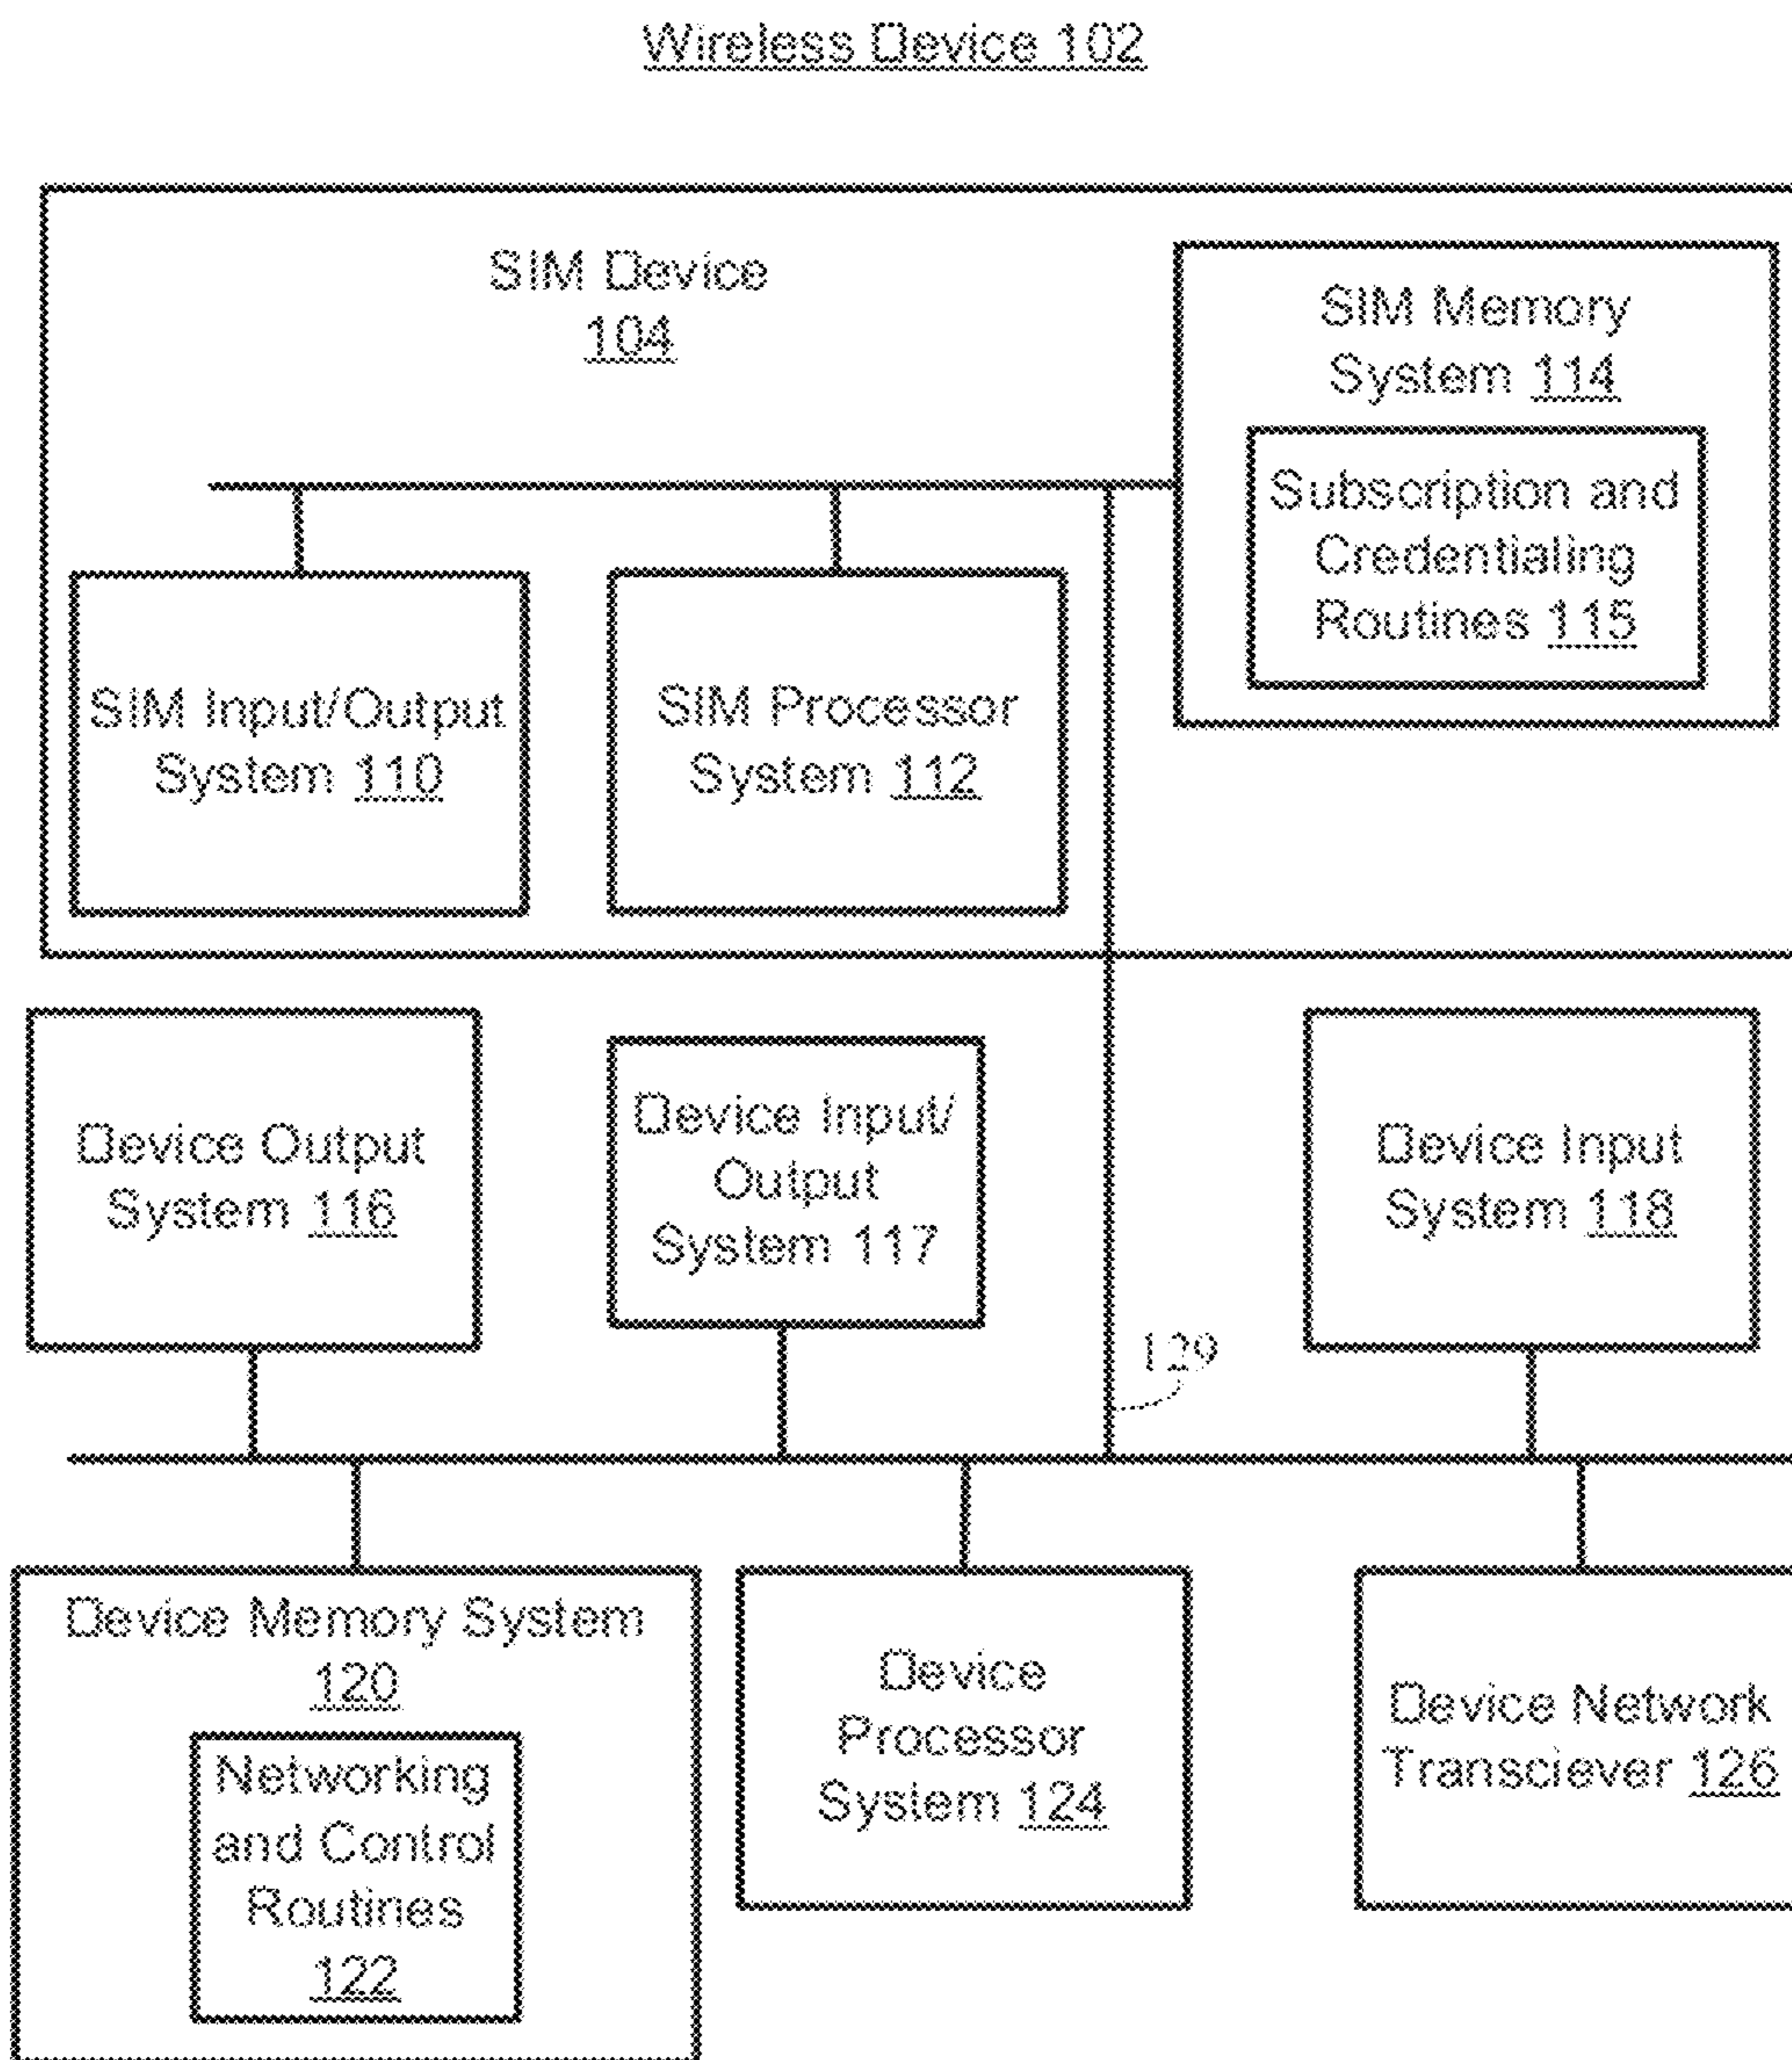 Wireless Device 102
SIM Device
104
SIM Memory
System 114
Subscription and
Credentialing
Routines 115
SIM Input/Output
System 110
SIM Processor
System 112
Device Output
System 116
Device Input/
Output
System 117
Device Input
System 118
129
Device Memory System
120
Networking
and Control
Routines
122
Device
Processor
System 124
Device Network
Transciever 126